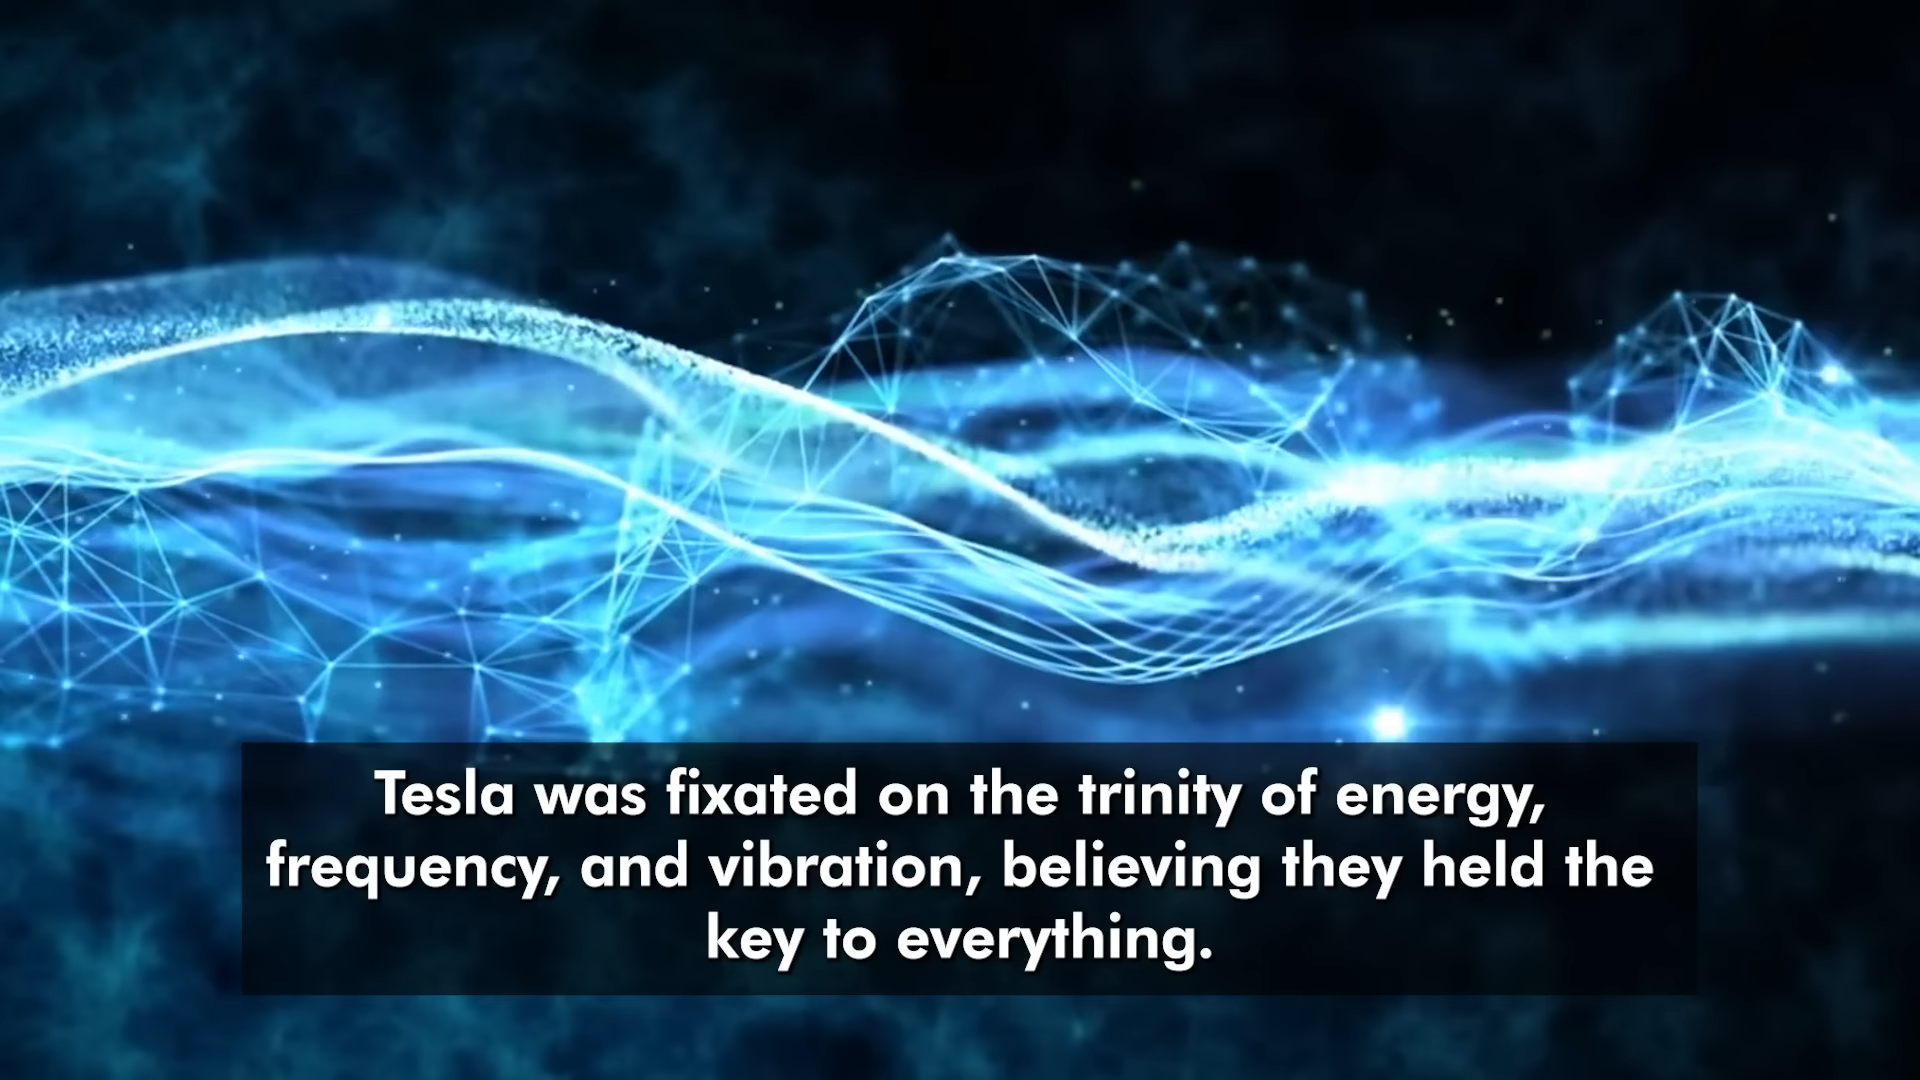 Tesla was fixated on the trinity of energy,
frequency, and vibration, believing they held the
key to everything.